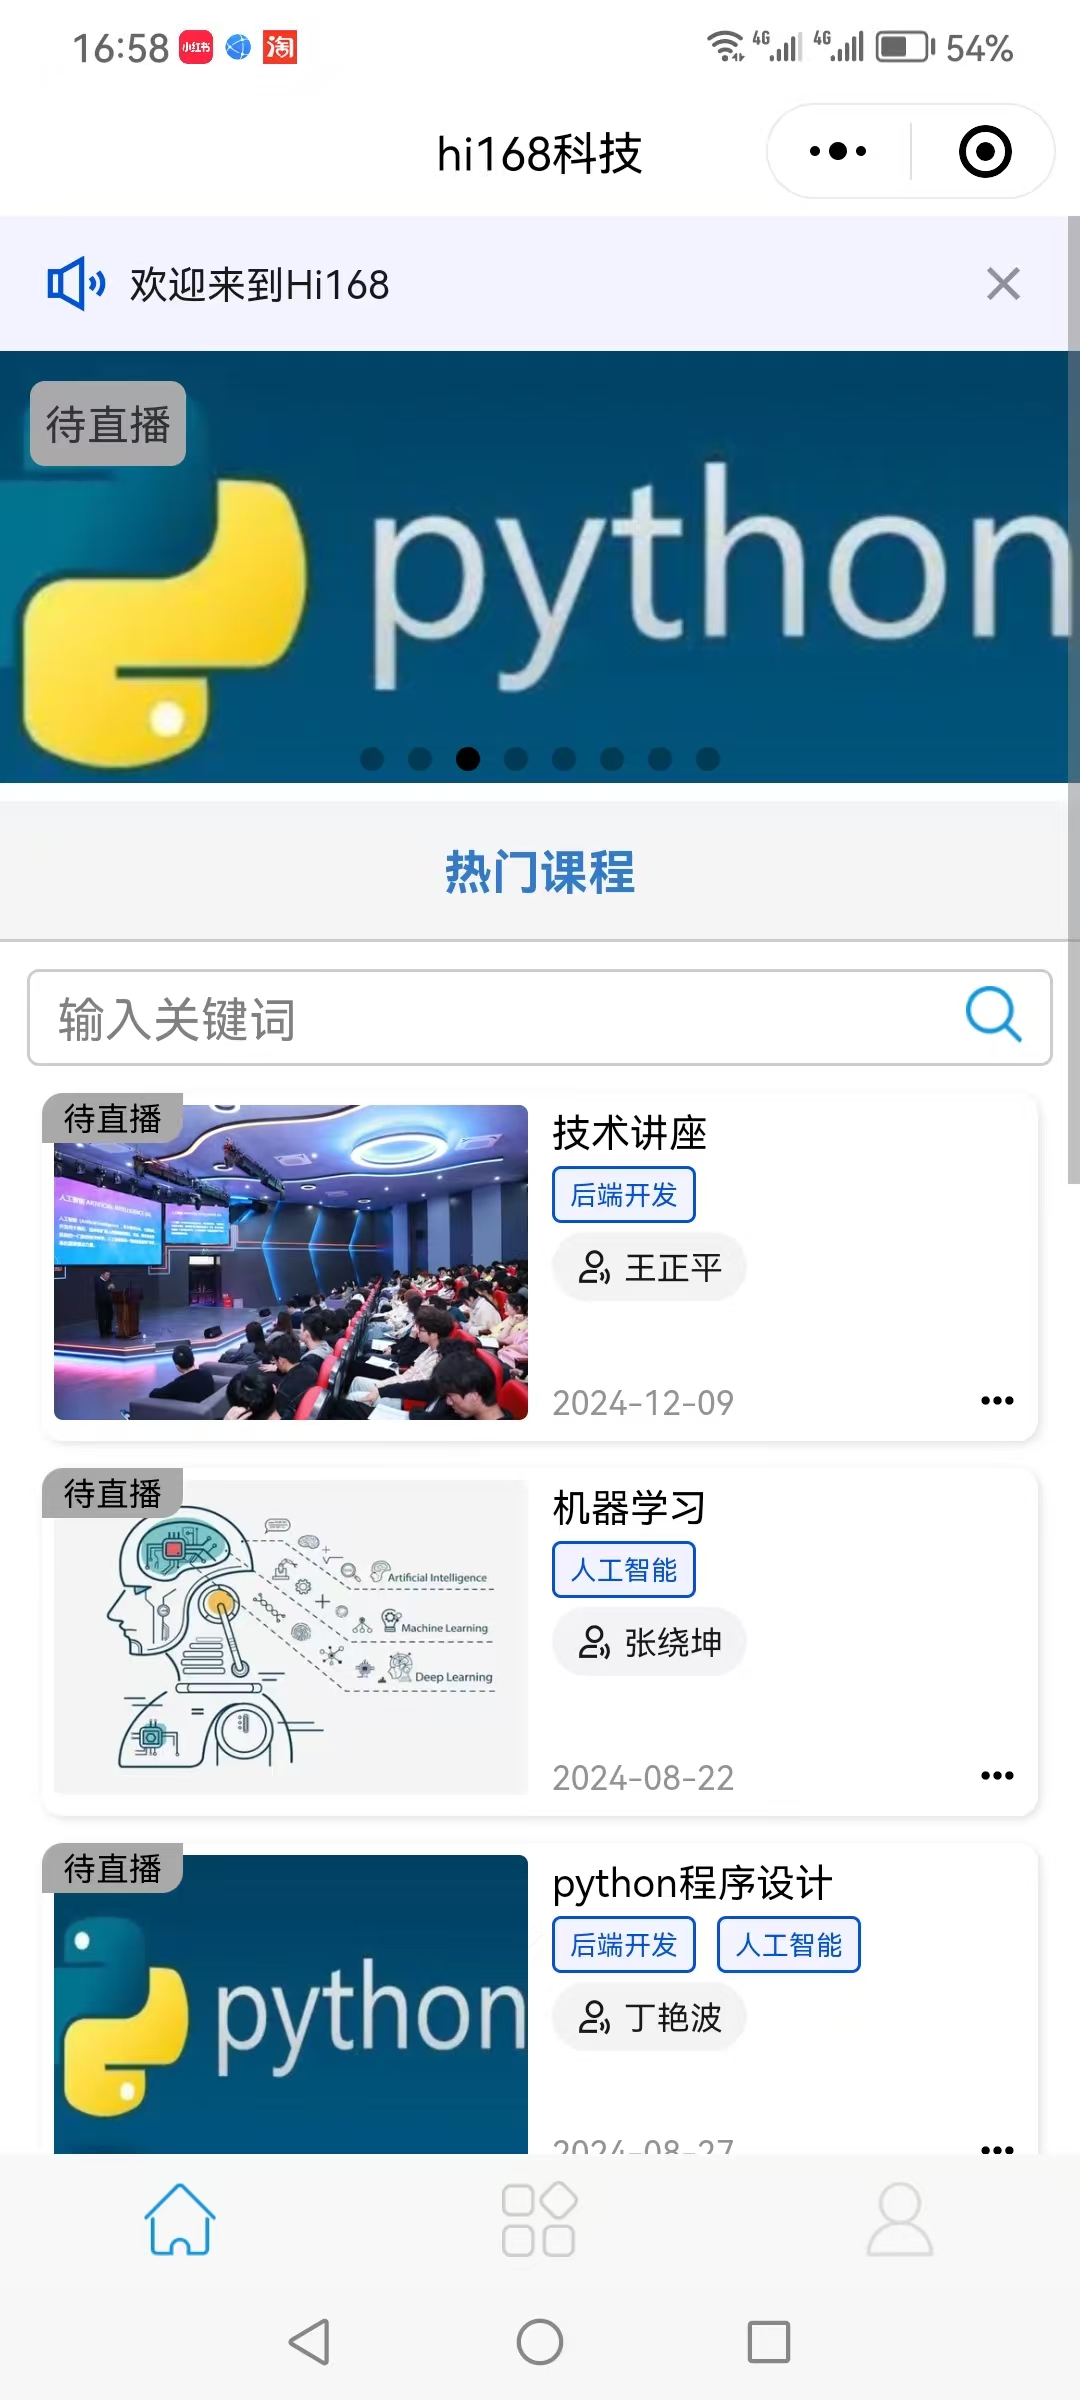 16:58 小红书 淘 4G 4G 54%
hi168科技
欢迎来到Hi168
待直播
python
热门课程
输入关键词
待直播
技术讲座
后端开发
王正平
2024-12-09
待直播
Artificial Intelligence
Machine Learning
Deep Learning
机器学习
人工智能
张绕坤
2024-08-22
待直播
python
python程序设计
后端开发 人工智能
丁艳波
2024-08-27